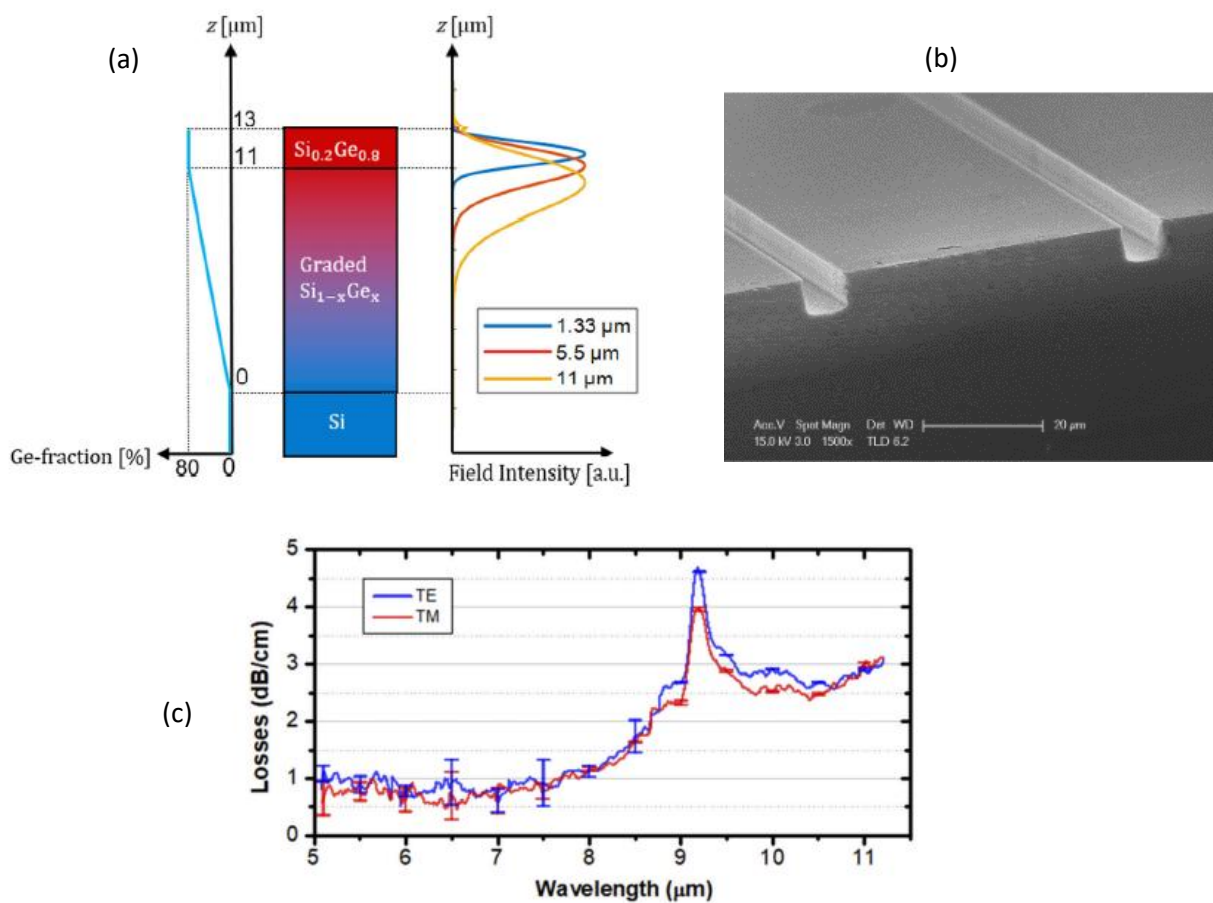 (a)
z [μm]
z [μm]
13
11
0
Si0.2Ge0.8
Graded
Si1−xGex
Si
1.33 μm
5.5 μm
11 μm
Ge-fraction [%]
80
0
Field Intensity [a.u.]
(b)
Acc.V Spot Magn Det WD
15.0 kV 3.0 1500x TLD 6.2
20 μm
(c)
5
4
3
2
1
0
Losses (dB/cm)
TE
TM
5 6 7 8 9 10 11
Wavelength (μm)